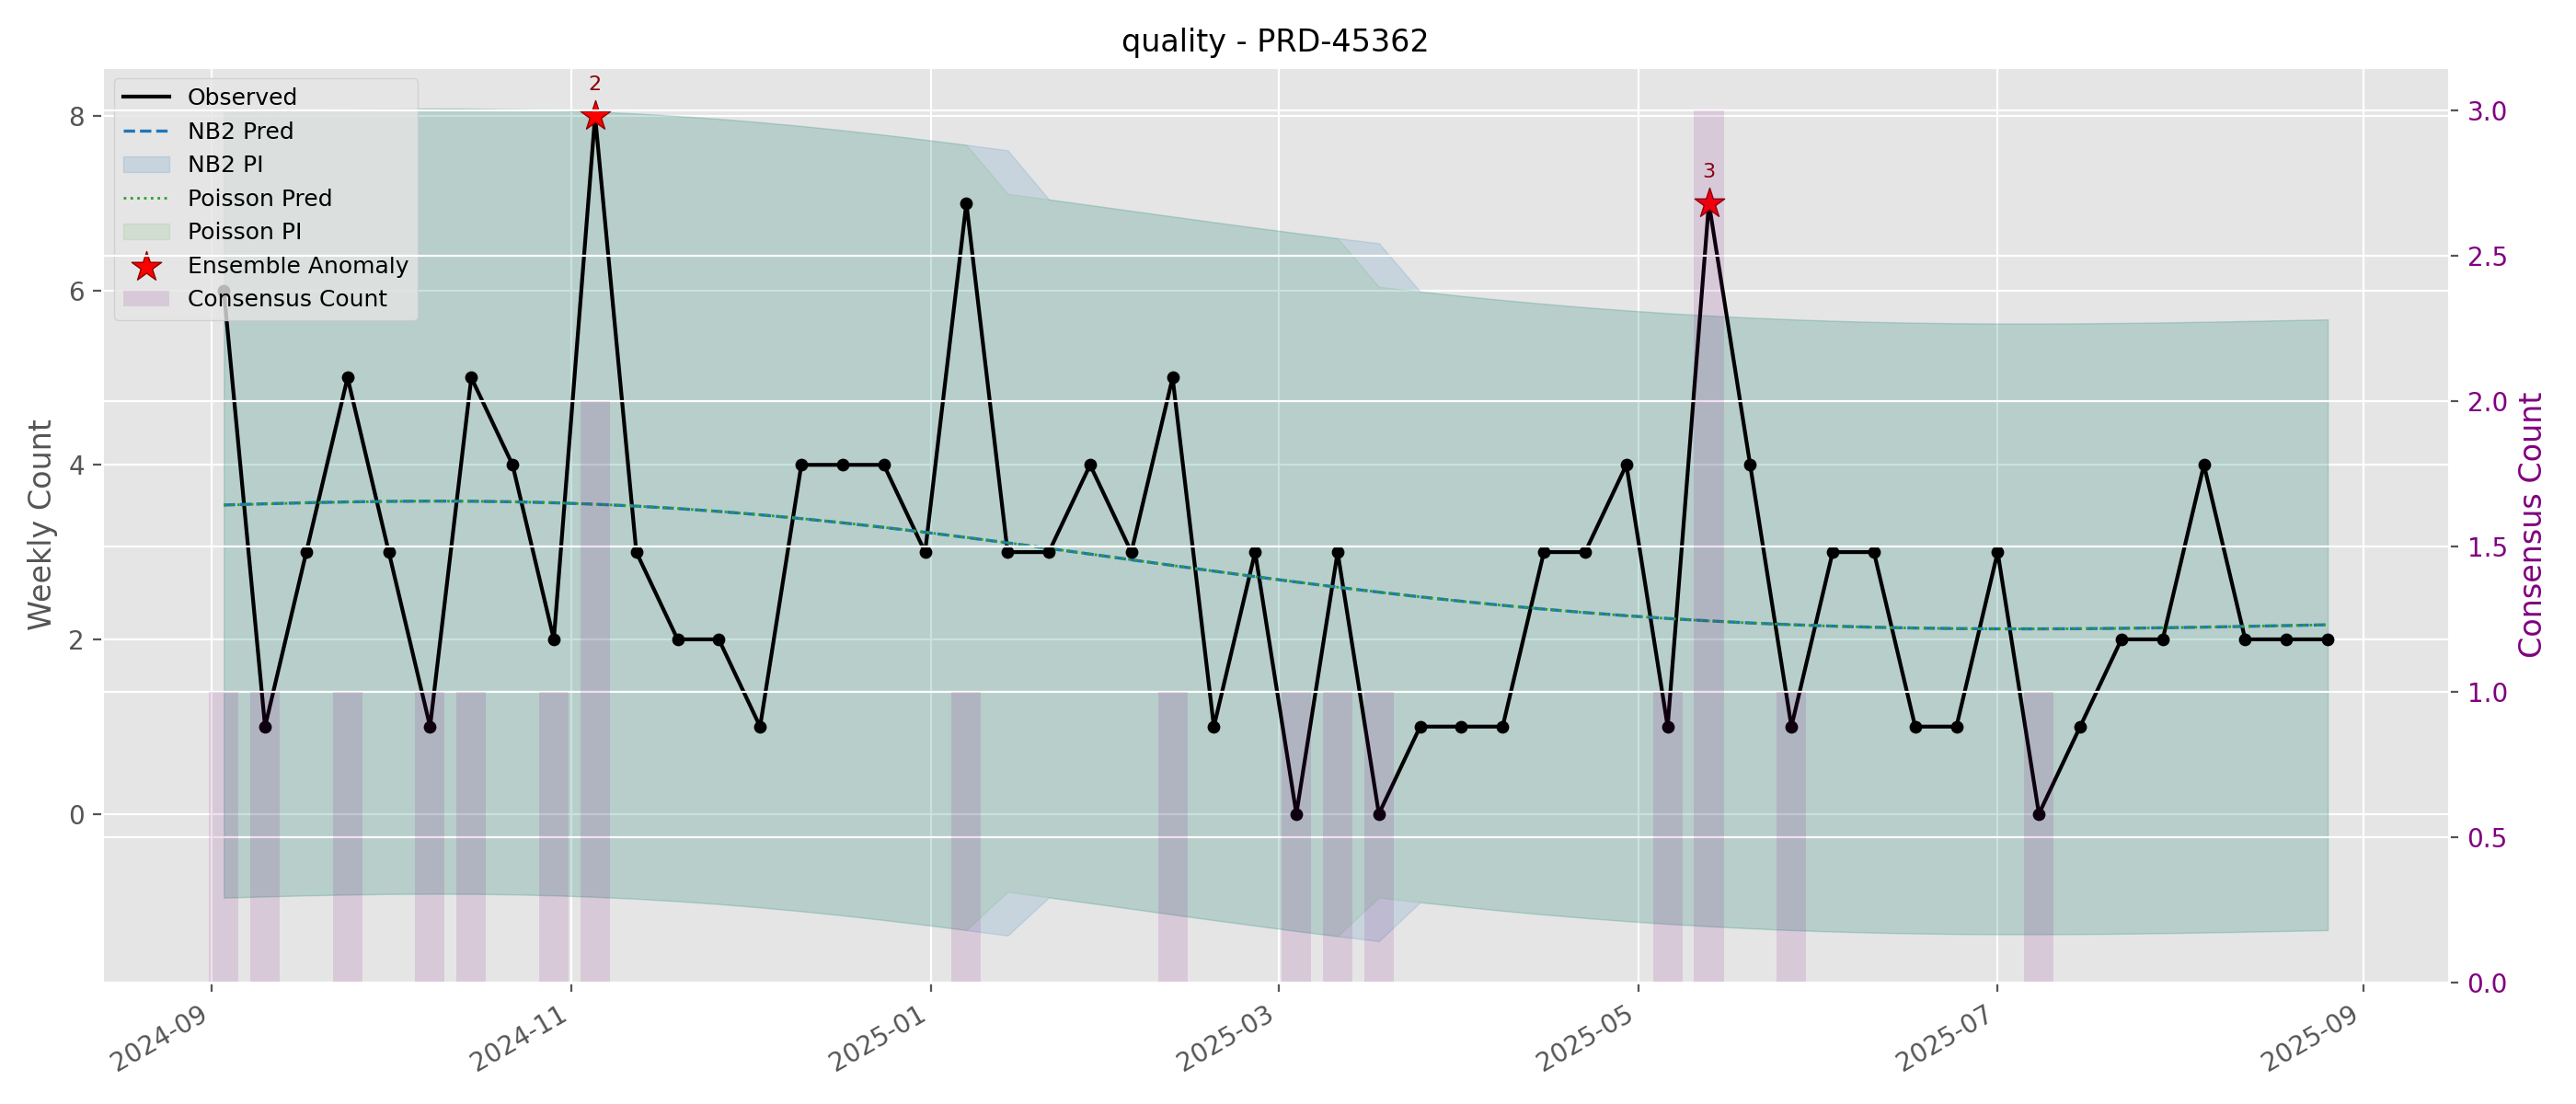 quality - PRD-45362
Observed
NB2 Pred
NB2 PI
Poisson Pred
Poisson PI
Ensemble Anomaly
Consensus Count
2
3
Weekly Count
8
6
4
2
0
3.0
2.5
2.0
1.5
1.0
0.5
0.0
Consensus Count
2024-09
2024-11
2025-01
2025-03
2025-05
2025-07
2025-09